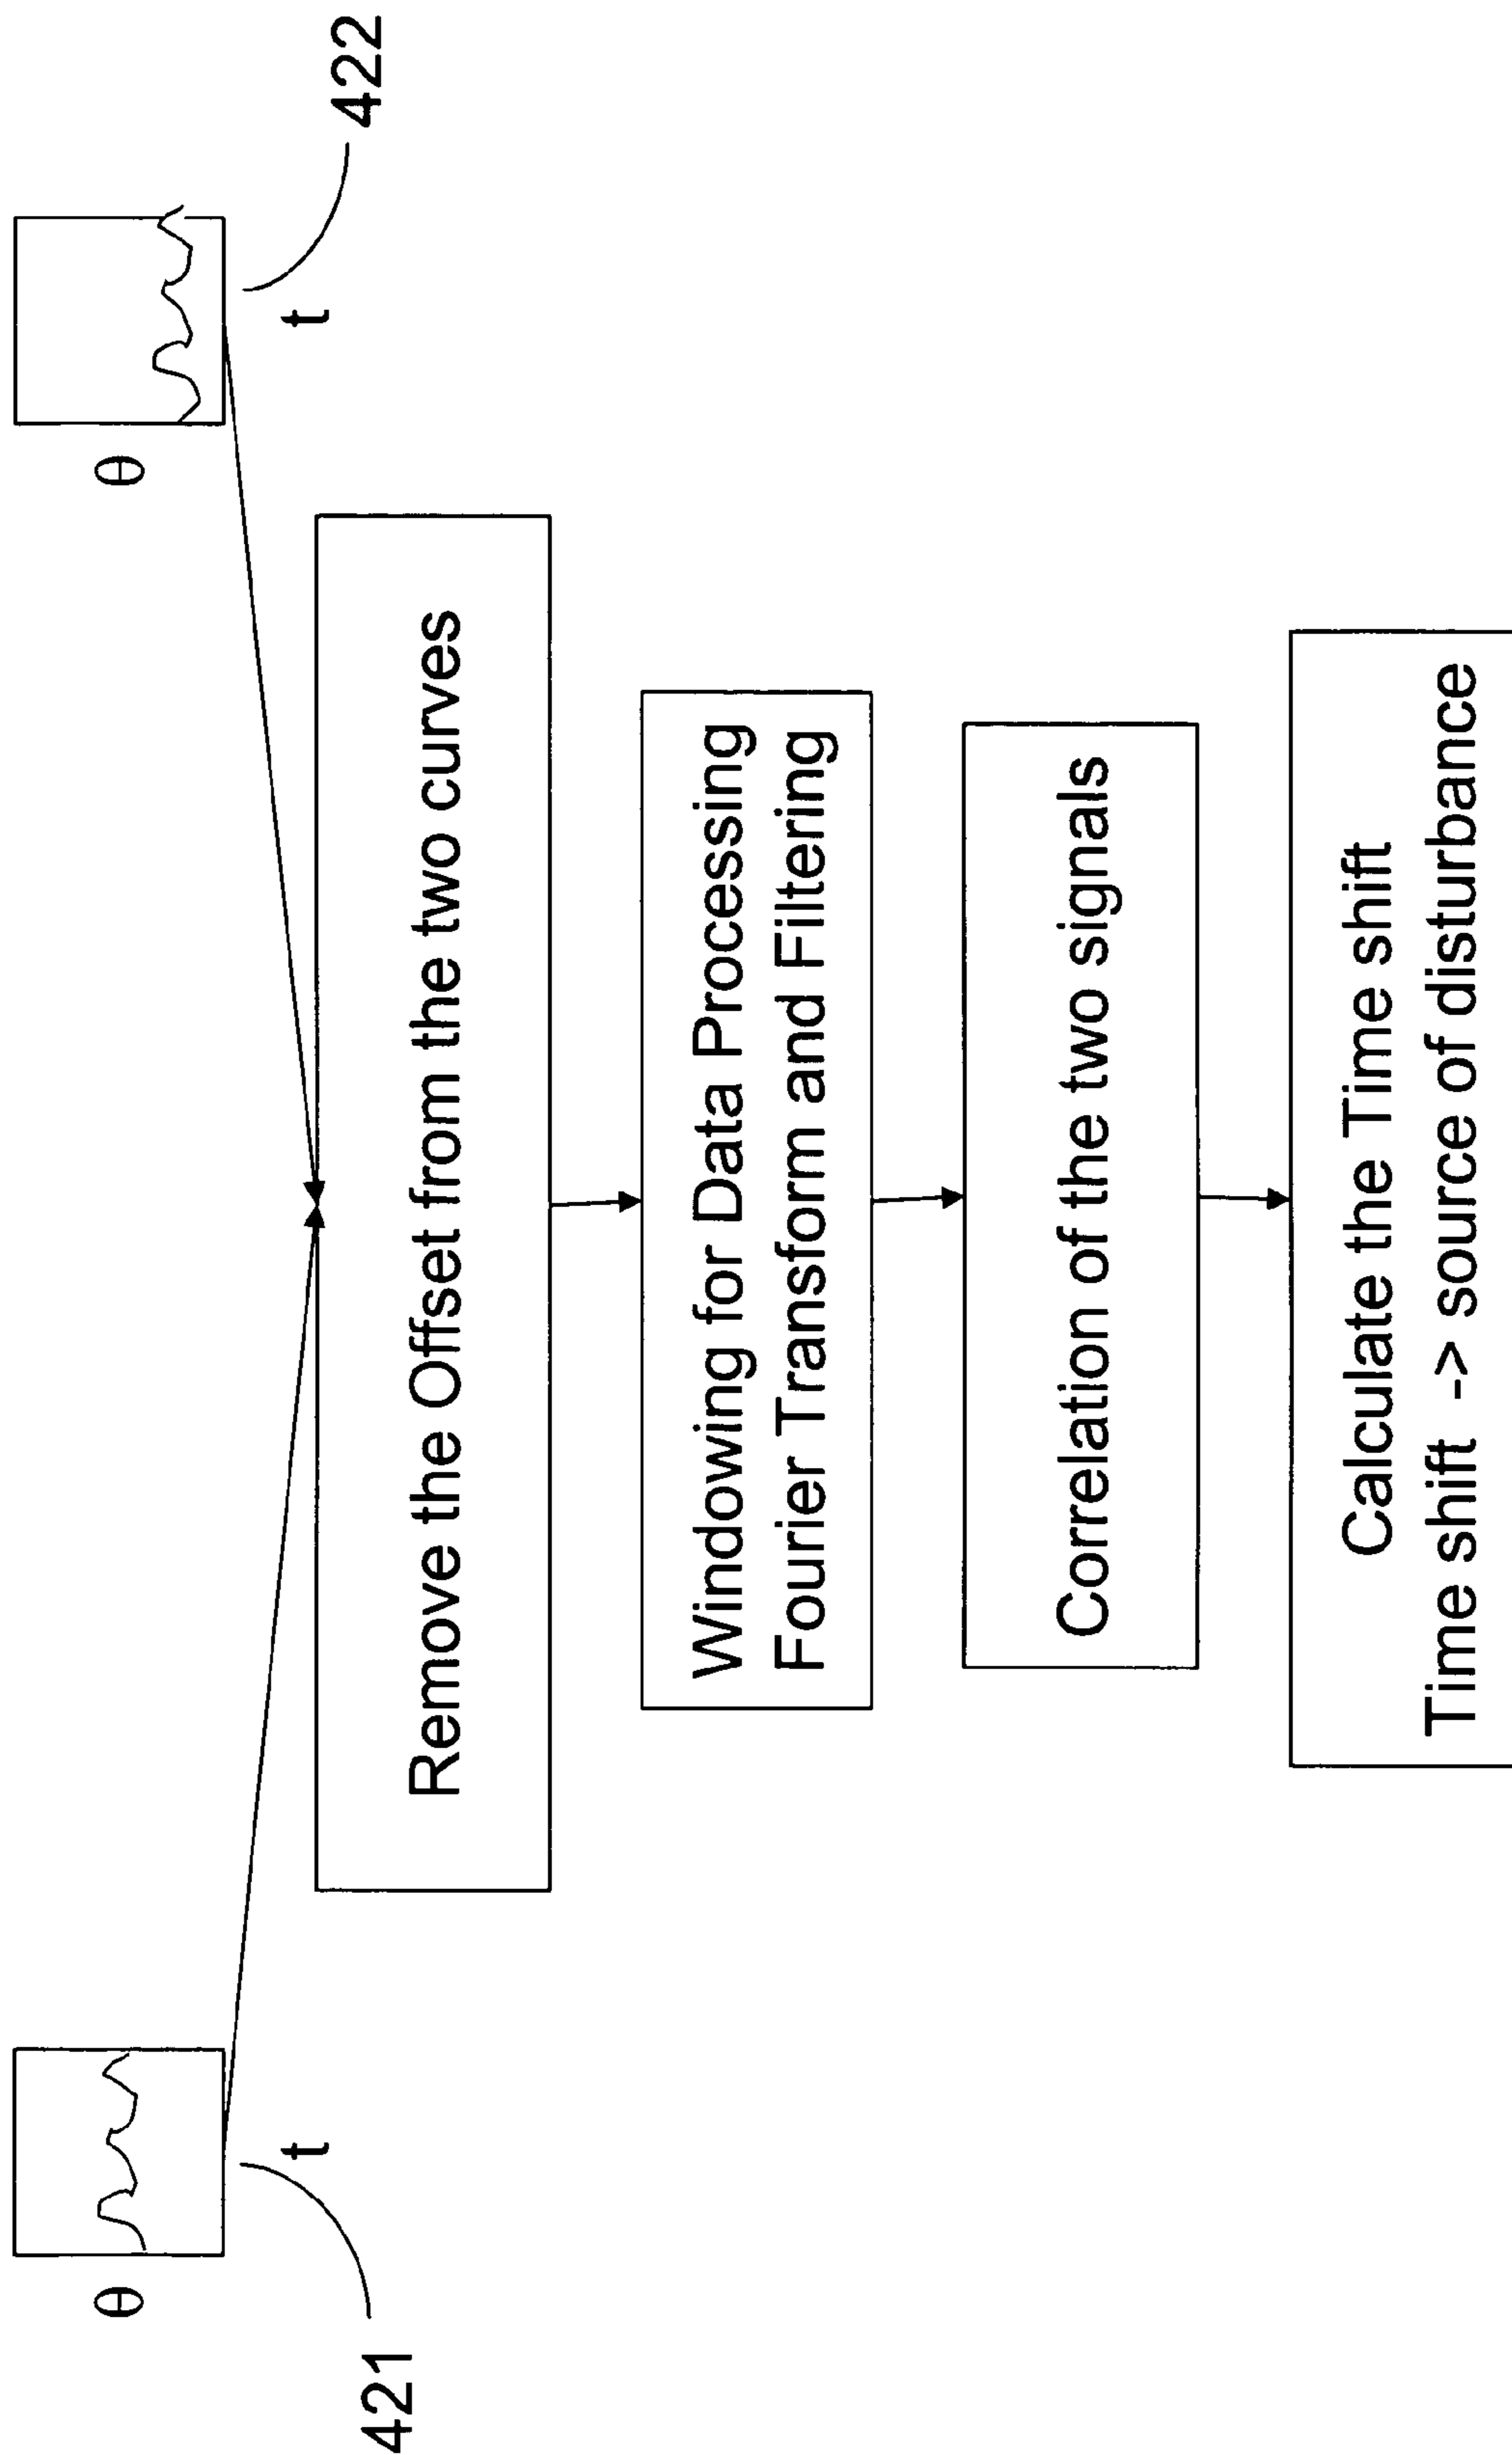 θ
θ
t
t
421
422
Remove the Offset from the two curves
Windowing for Data Processing
Fourier Transform and Filtering
Correlation of the two signals
Calculate the Time shift
Time shift -> source of disturbance